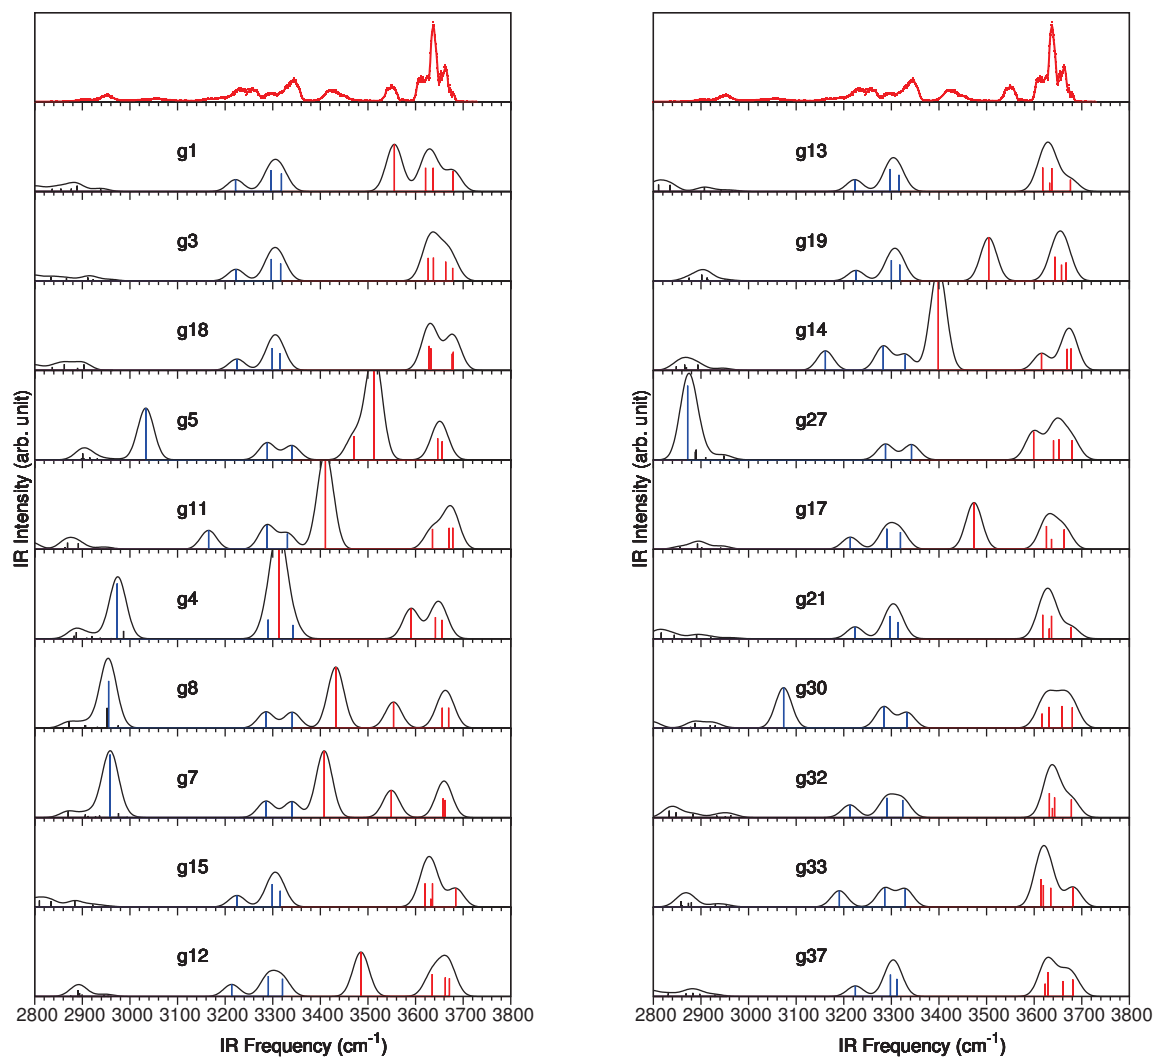 g1
g3
g18
g5
g11
g4
g8
g7
g15
g12
IR Intensity (arb. unit)
2800 2900 3000 3100 3200 3300 3400 3500 3600 3700 3800
IR Frequency (cm⁻¹)
g13
g19
g14
g27
g17
g21
g30
g32
g33
g37
IR Intensity (arb. unit)
2800 2900 3000 3100 3200 3300 3400 3500 3600 3700 3800
IR Frequency (cm⁻¹)